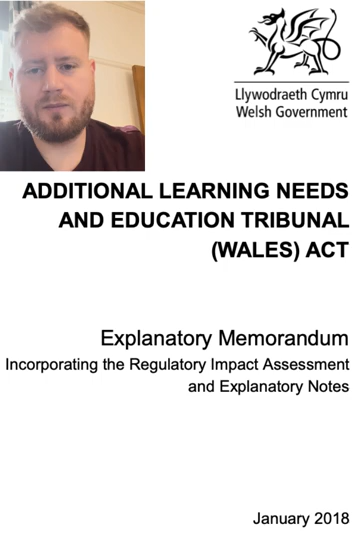 Llywodraeth Cymru
Welsh Government
ADDITIONAL LEARNING NEEDS
AND EDUCATION TRIBUNAL
(WALES) ACT
Explanatory Memorandum
Incorporating the Regulatory Impact Assessment
and Explanatory Notes
January 2018